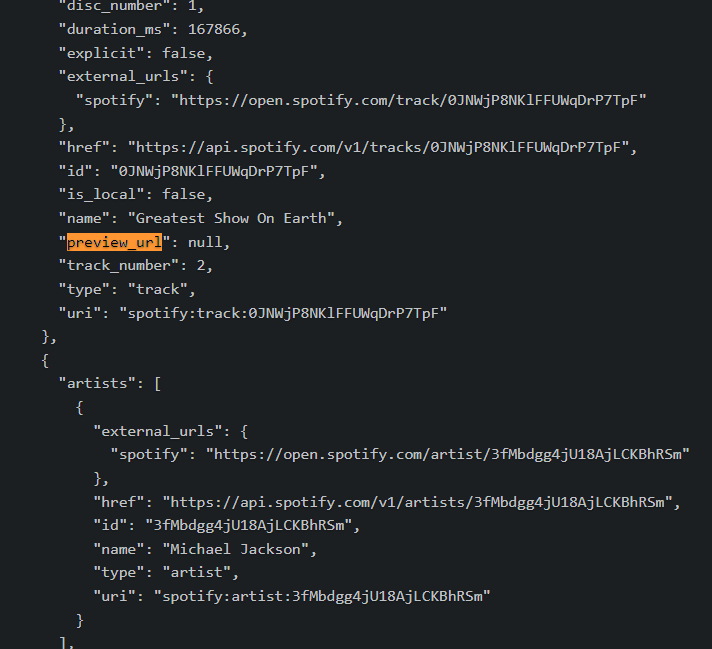 "disc_number": 1,
"duration_ms": 167866,
"explicit": false,
"external_urls": {
"spotify": "https://open.spotify.com/track/0JNWjP8NKlFFUWqDrP7TpF"
},
"href": "https://api.spotify.com/v1/tracks/0JNWjP8NKlFFUWqDrP7TpF",
"id": "0JNWjP8NKlFFUWqDrP7TpF",
"is_local": false,
"name": "Greatest Show On Earth",
"preview_url": null,
"track_number": 2,
"type": "track",
"uri": "spotify:track:0JNWjP8NKlFFUWqDrP7TpF"
},
{
"artists": [
{
"external_urls": {
"spotify": "https://open.spotify.com/artist/3fMbdgg4jU18AjLCKBhRSm"
},
"href": "https://api.spotify.com/v1/artists/3fMbdgg4jU18AjLCKBhRSm",
"id": "3fMbdgg4jU18AjLCKBhRSm",
"name": "Michael Jackson",
"type": "artist",
"uri": "spotify:artist:3fMbdgg4jU18AjLCKBhRSm"
}
],